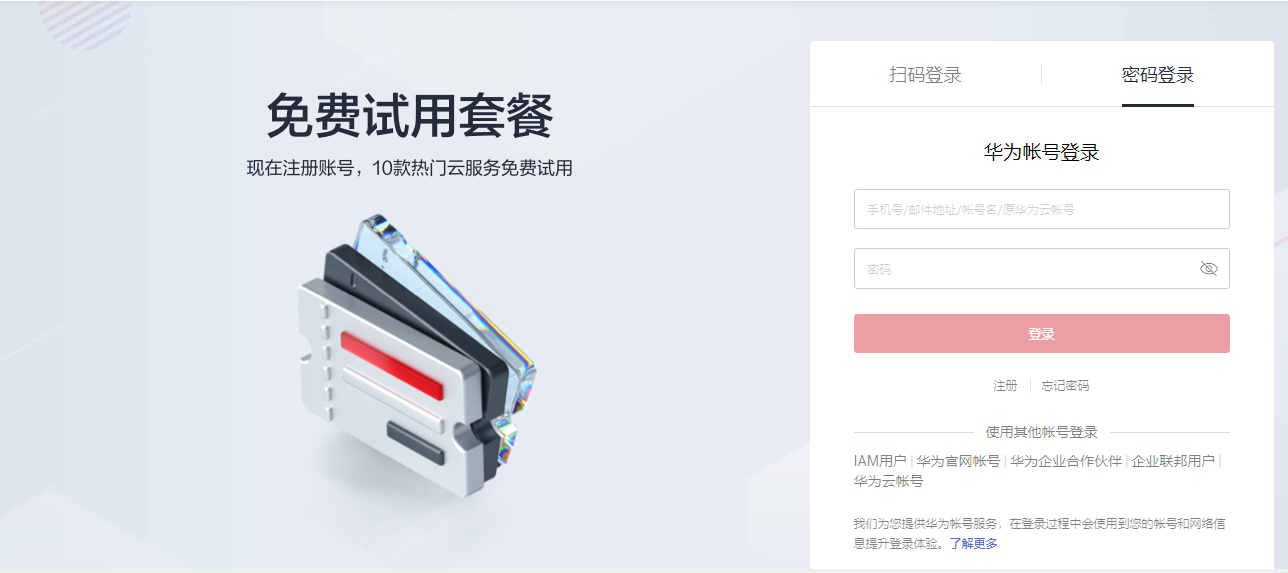 免费试用套餐
现在注册账号，10款热门云服务免费试用
扫码登录
密码登录
华为帐号登录
手机号/邮件地址/帐号名/原华为云帐号
密码
登录
注册 | 忘记密码
使用其他帐号登录
IAM用户 | 华为官网帐号 | 华为企业合作伙伴 | 企业联邦用户 |
华为云帐号
我们为您提供华为帐号服务，在登录过程中会使用到您的帐号和网络信
息提升登录体验。了解更多